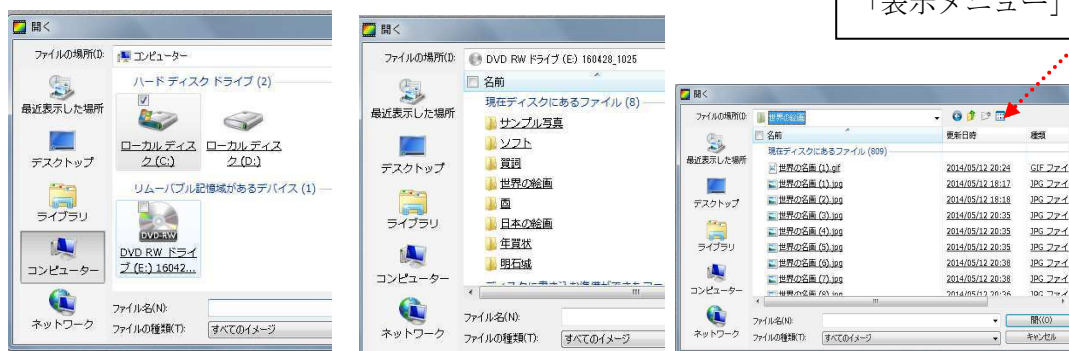 「表示メニュー」
開く
ファイルの場所(I):
コンピューター
ハード ディスク ドライブ (2)
ローカル ディスク (C:)
ローカル ディスク (D:)
リムーバブル記憶域があるデバイス (1)
DVD-RW
DVD RW ドライブ (E:) 16042...
最近表示した場所
デスクトップ
ライブラリ
コンピューター
ネットワーク
ファイル名(N):
ファイルの種類(T):
すべてのイメージ
開く
ファイルの場所(I):
DVD RW ドライブ (E:) 160428_1025
名前
現在ディスクにあるファイル (8)
サンプル写真
ソフト
賀詞
世界の絵画
日本の絵画
年賀状
明石城
最近表示した場所
デスクトップ
ライブラリ
コンピューター
ネットワーク
ファイル名(N):
ファイルの種類(T):
すべてのイメージ
開く
ファイルの場所(I):
世界の絵画
名前
更新日時
種類
現在ディスクにあるファイル (809)
世界の名画 (1).gif 2014/05/12 20:24 GIF ファイ
世界の名画 (1).jpg 2014/05/12 18:17 JPG ファイ
世界の名画 (2).jpg 2014/05/12 18:18 JPG ファイ
世界の名画 (3).jpg 2014/05/12 20:35 JPG ファイ
世界の名画 (4).jpg 2014/05/12 20:35 JPG ファイ
世界の名画 (5).jpg 2014/05/12 20:35 JPG ファイ
世界の名画 (6).jpg 2014/05/12 20:38 JPG ファイ
世界の名画 (7).jpg 2014/05/12 20:38 JPG ファイ
世界の名画 (8).jpg 2014/05/12 20:36 JPG ファイ
最近表示した場所
デスクトップ
ライブラリ
コンピューター
ネットワーク
ファイル名(N):
ファイルの種類(T):
すべてのイメージ
開く(O)
キャンセル